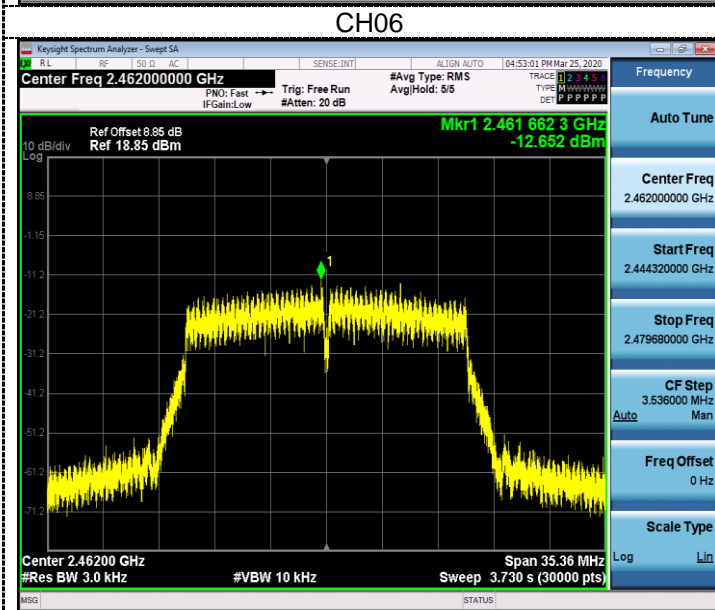 CH06
Keysight Spectrum Analyzer - Swept SA
RL RF 50 Ω AC SENSE:INT ALIGN AUTO 04:53:01 PM Mar 25, 2020
Center Freq 2.462000000 GHz
PNO: Fast
IFGain:Low
Trig: Free Run
#Atten: 20 dB
#Avg Type: RMS
Avg|Hold: 5/5
TRACE 1 2 3 4 5 6
TYPE M WWWWW
DET P P P P P P
Ref Offset 8.85 dB
10 dB/div Ref 18.85 dBm
Log
Mkr1 2.461 662 3 GHz
-12.652 dBm
1
8.85
-1.15
-11.2
-21.2
-31.2
-41.2
-51.2
-61.2
-71.2
Center 2.46200 GHz Span 35.36 MHz
#Res BW 3.0 kHz #VBW 10 kHz Sweep 3.730 s (30000 pts)
MSG STATUS
Frequency
Auto Tune
Center Freq
2.462000000 GHz
Start Freq
2.444320000 GHz
Stop Freq
2.479680000 GHz
CF Step
3.536000 MHz
Auto Man
Freq Offset
0 Hz
Scale Type
Log Lin